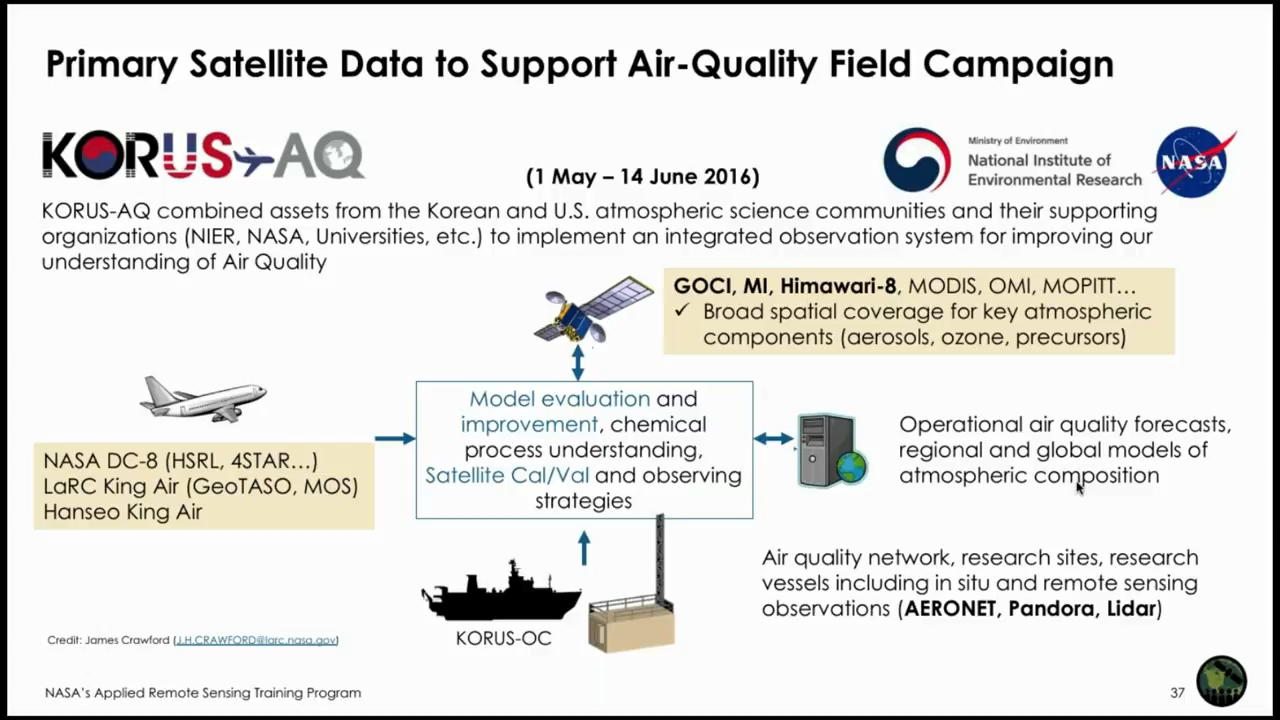 Primary Satellite Data to Support Air-Quality Field Campaign
KORUS-AQ
(1 May – 14 June 2016)
Ministry of Environment
National Institute of
Environmental Research
NASA
KORUS-AQ combined assets from the Korean and U.S. atmospheric science communities and their supporting
organizations (NIER, NASA, Universities, etc.) to implement an integrated observation system for improving our
understanding of Air Quality
GOCI, MI, Himawari-8, MODIS, OMI, MOPITT…
✓ Broad spatial coverage for key atmospheric
components (aerosols, ozone, precursors)
Model evaluation and
improvement, chemical
process understanding,
Satellite Cal/Val and observing
strategies
NASA DC-8 (HSRL, 4STAR…)
LaRC King Air (GeoTASO, MOS)
Hanseo King Air
Operational air quality forecasts,
regional and global models of
atmospheric composition
Air quality network, research sites, research
vessels including in situ and remote sensing
observations (AERONET, Pandora, Lidar)
KORUS-OC
Credit: James Crawford (J.H.CRAWFORD@larc.nasa.gov)
NASA's Applied Remote Sensing Training Program
37